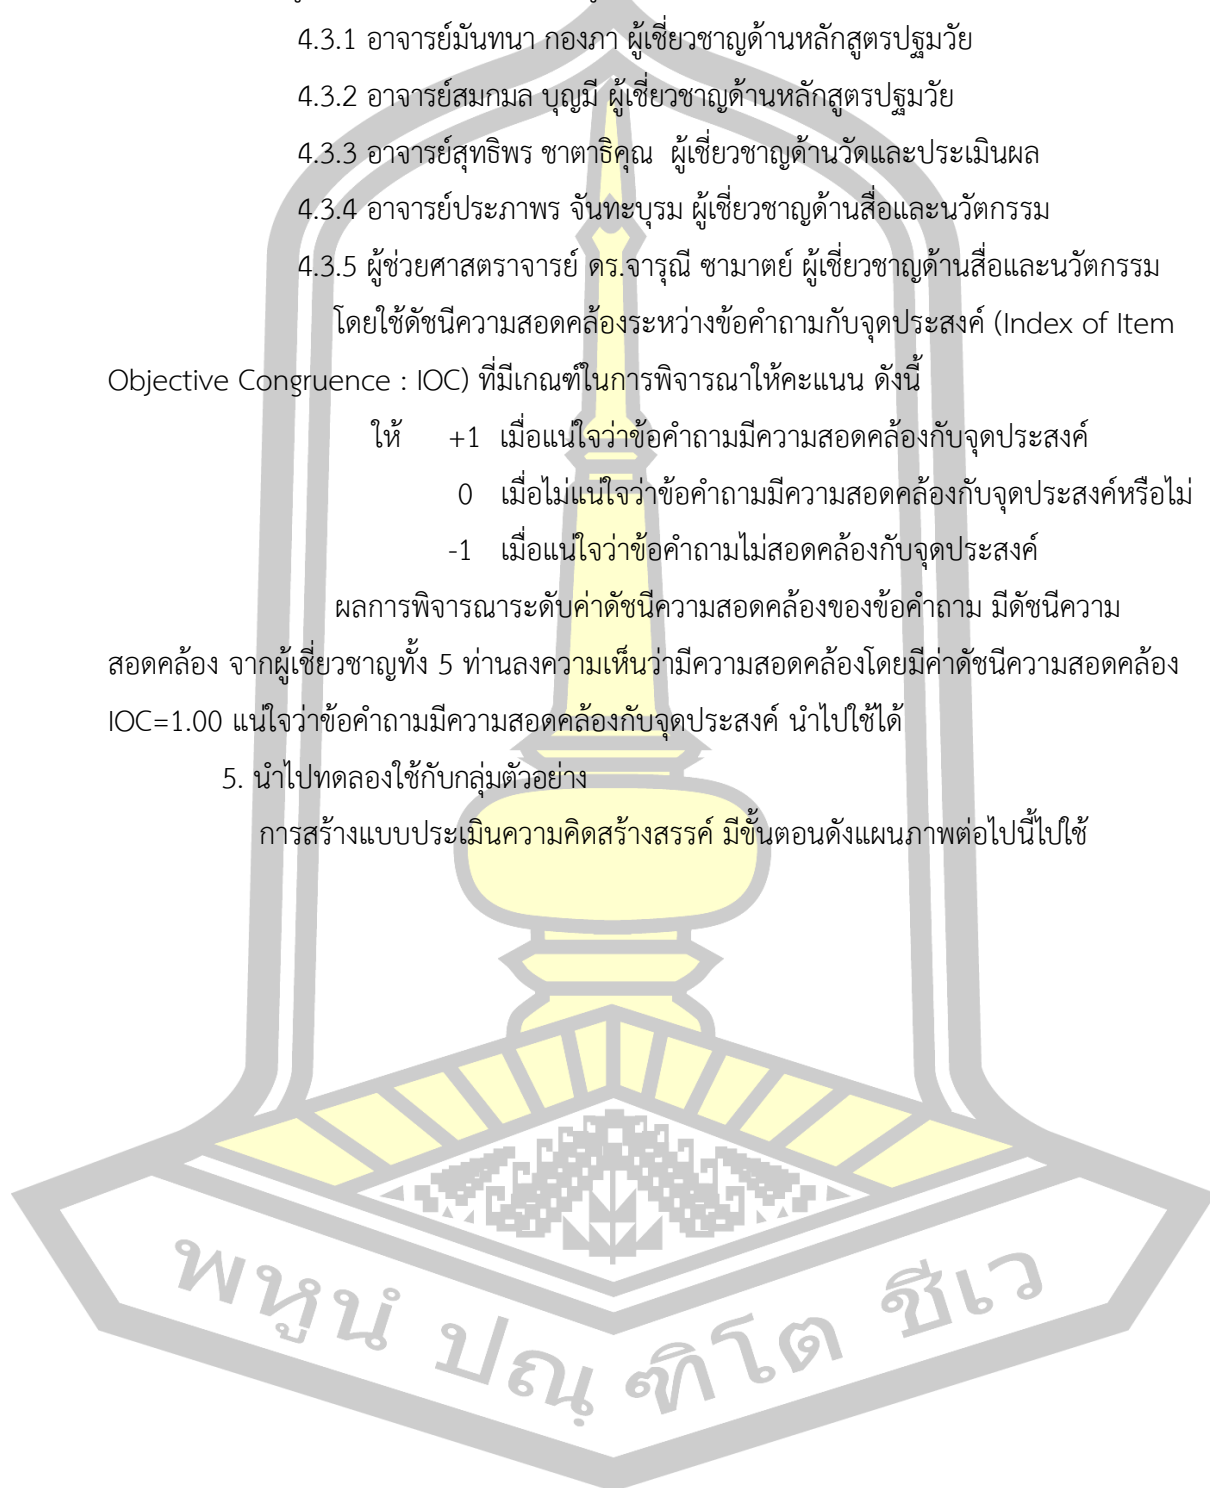 4.3.1 อาจารย์มันทนา กองภา ผู้เชี่ยวชาญด้านหลักสูตรปฐมวัย
4.3.2 อาจารย์สมกมล บุญมี ผู้เชี่ยวชาญด้านหลักสูตรปฐมวัย
4.3.3 อาจารย์สุทธิพร ชาตาธิคุณ  ผู้เชี่ยวชาญด้านวัดและประเมินผล
4.3.4 อาจารย์ประภาพร จันทะบุรม ผู้เชี่ยวชาญด้านสื่อและนวัตกรรม
4.3.5 ผู้ช่วยศาสตราจารย์ ดร.จารุณี ซามาตย์ ผู้เชี่ยวชาญด้านสื่อและนวัตกรรม
โดยใช้ดัชนีความสอดคล้องระหว่างข้อคำถามกับจุดประสงค์ (Index of Item
Objective Congruence : IOC) ที่มีเกณฑ์ในการพิจารณาให้คะแนน ดังนี้
ให้ +1 เมื่อแน่ใจว่าข้อคำถามมีความสอดคล้องกับจุดประสงค์
0 เมื่อไม่แน่ใจว่าข้อคำถามมีความสอดคล้องกับจุดประสงค์หรือไม่
-1 เมื่อแน่ใจว่าข้อคำถามไม่สอดคล้องกับจุดประสงค์
ผลการพิจารณาระดับค่าดัชนีความสอดคล้องของข้อคำถาม มีดัชนีความ
สอดคล้อง จากผู้เชี่ยวชาญทั้ง 5 ท่านลงความเห็นว่ามีความสอดคล้องโดยมีค่าดัชนีความสอดคล้อง
IOC=1.00 แน่ใจว่าข้อคำถามมีความสอดคล้องกับจุดประสงค์ นำไปใช้ได้
5. นำไปทดลองใช้กับกลุ่มตัวอย่าง
การสร้างแบบประเมินความคิดสร้างสรรค์ มีขั้นตอนดังแผนภาพต่อไปนี้ไปใช้
พหูนํ ปณฺฑิโต ชีเว